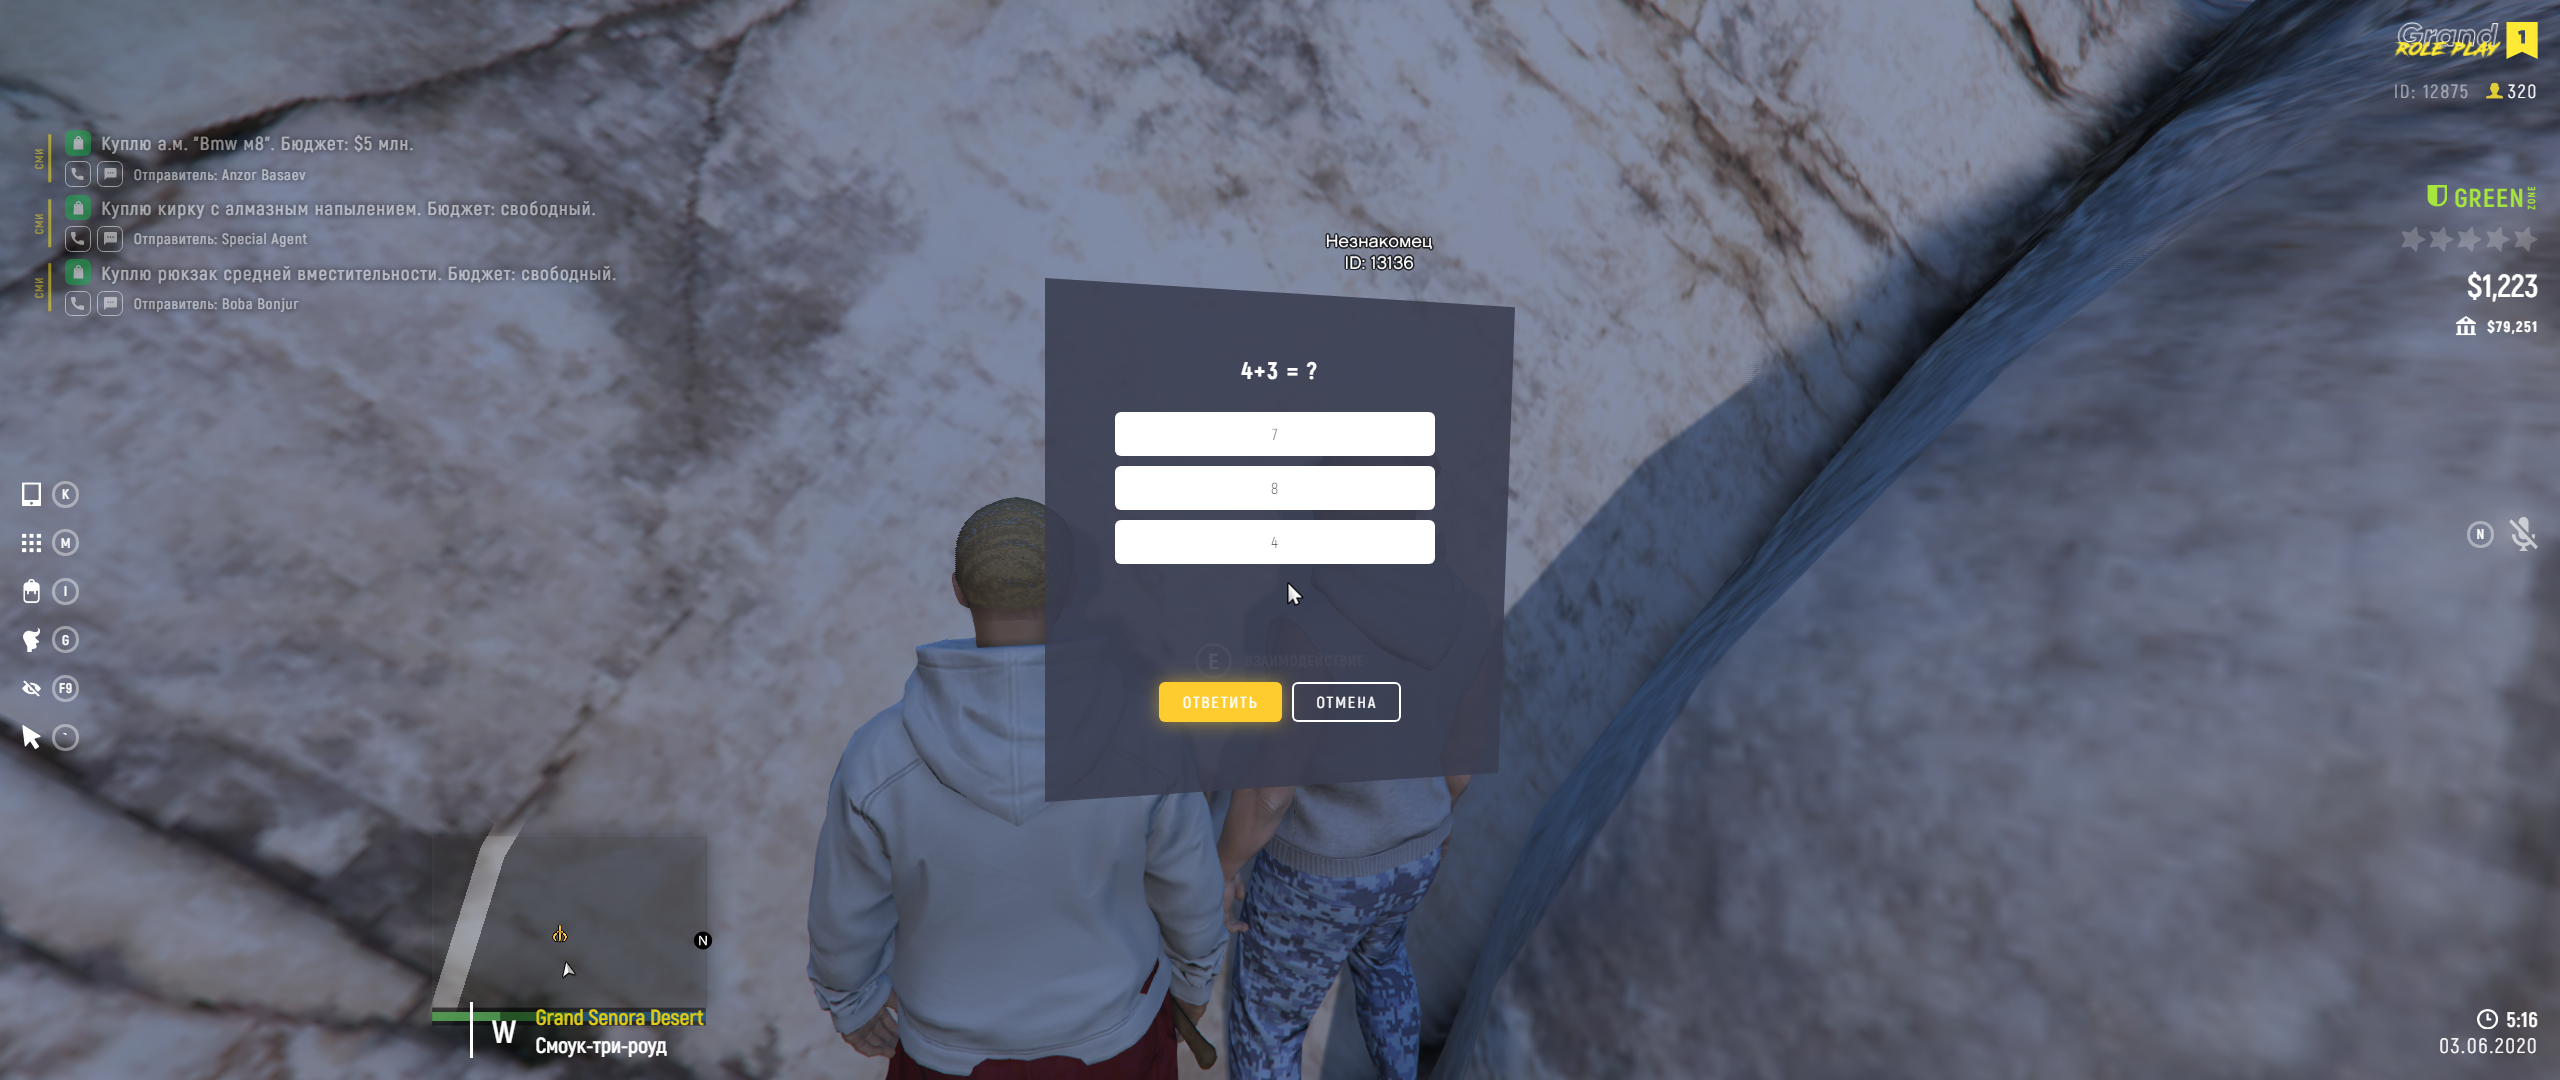 Grand
ROLE PLAY
1
ID: 12875
320
СМИ
Куплю а.м. "Bmw м8". Бюджет: $5 млн.
Отправитель: Anzor Basaev
СМИ
Куплю кирку с алмазным напылением. Бюджет: свободный.
Отправитель: Special Agent
СМИ
Куплю рюкзак средней вместительности. Бюджет: свободный.
Отправитель: Boba Bonjur
GREEN ZONE
$1,223
$79,251
Незнакомец
ID: 13136
4+3 = ?
7
8
4
E ВЗАИМОДЕЙСТВИЕ
ОТВЕТИТЬ
ОТМЕНА
K
M
I
G
F9
`
N
N
W
Grand Senora Desert
Смоук-три-роуд
5:16
03.06.2020